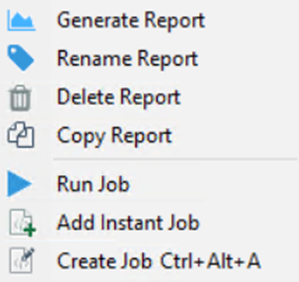 Generate Report
Rename Report
Delete Report
Copy Report
Run Job
Add Instant Job
Create Job Ctrl+Alt+A